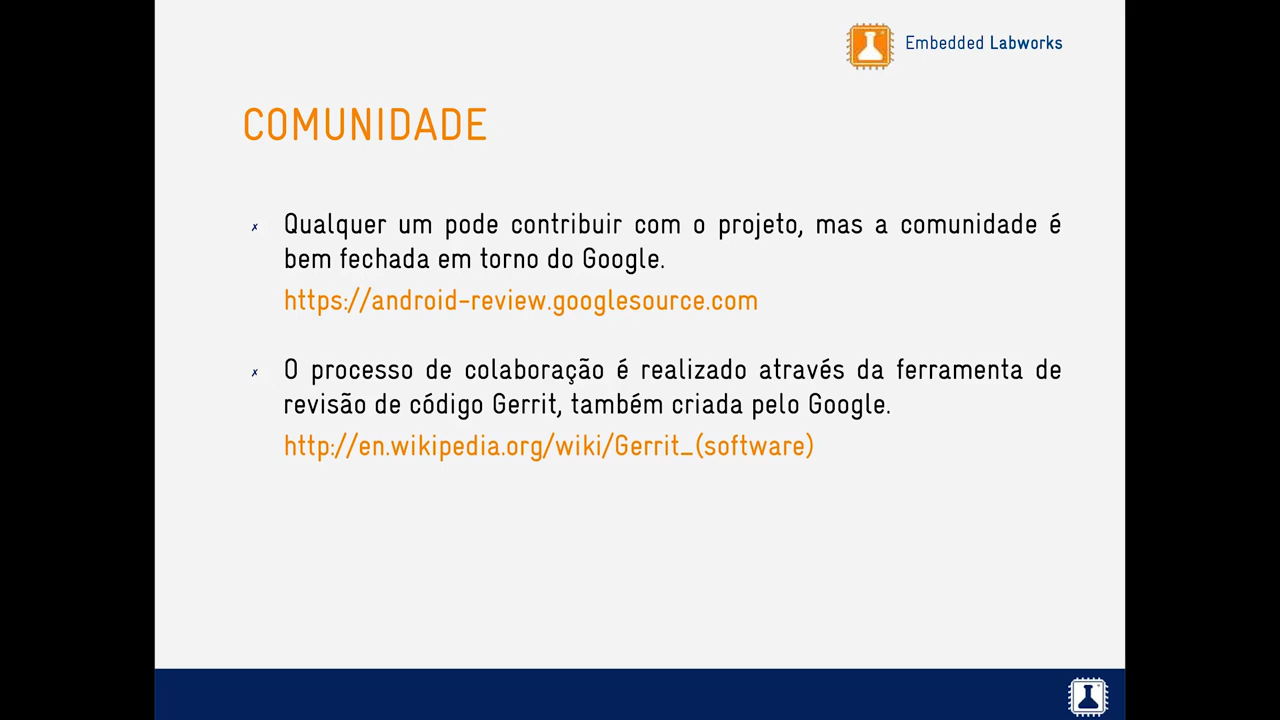 Embedded Labworks
COMUNIDADE
✗ Qualquer um pode contribuir com o projeto, mas a comunidade é
bem fechada em torno do Google.
https://android-review.googlesource.com
✗ O processo de colaboração é realizado através da ferramenta de
revisão de código Gerrit, também criada pelo Google.
http://en.wikipedia.org/wiki/Gerrit_(software)